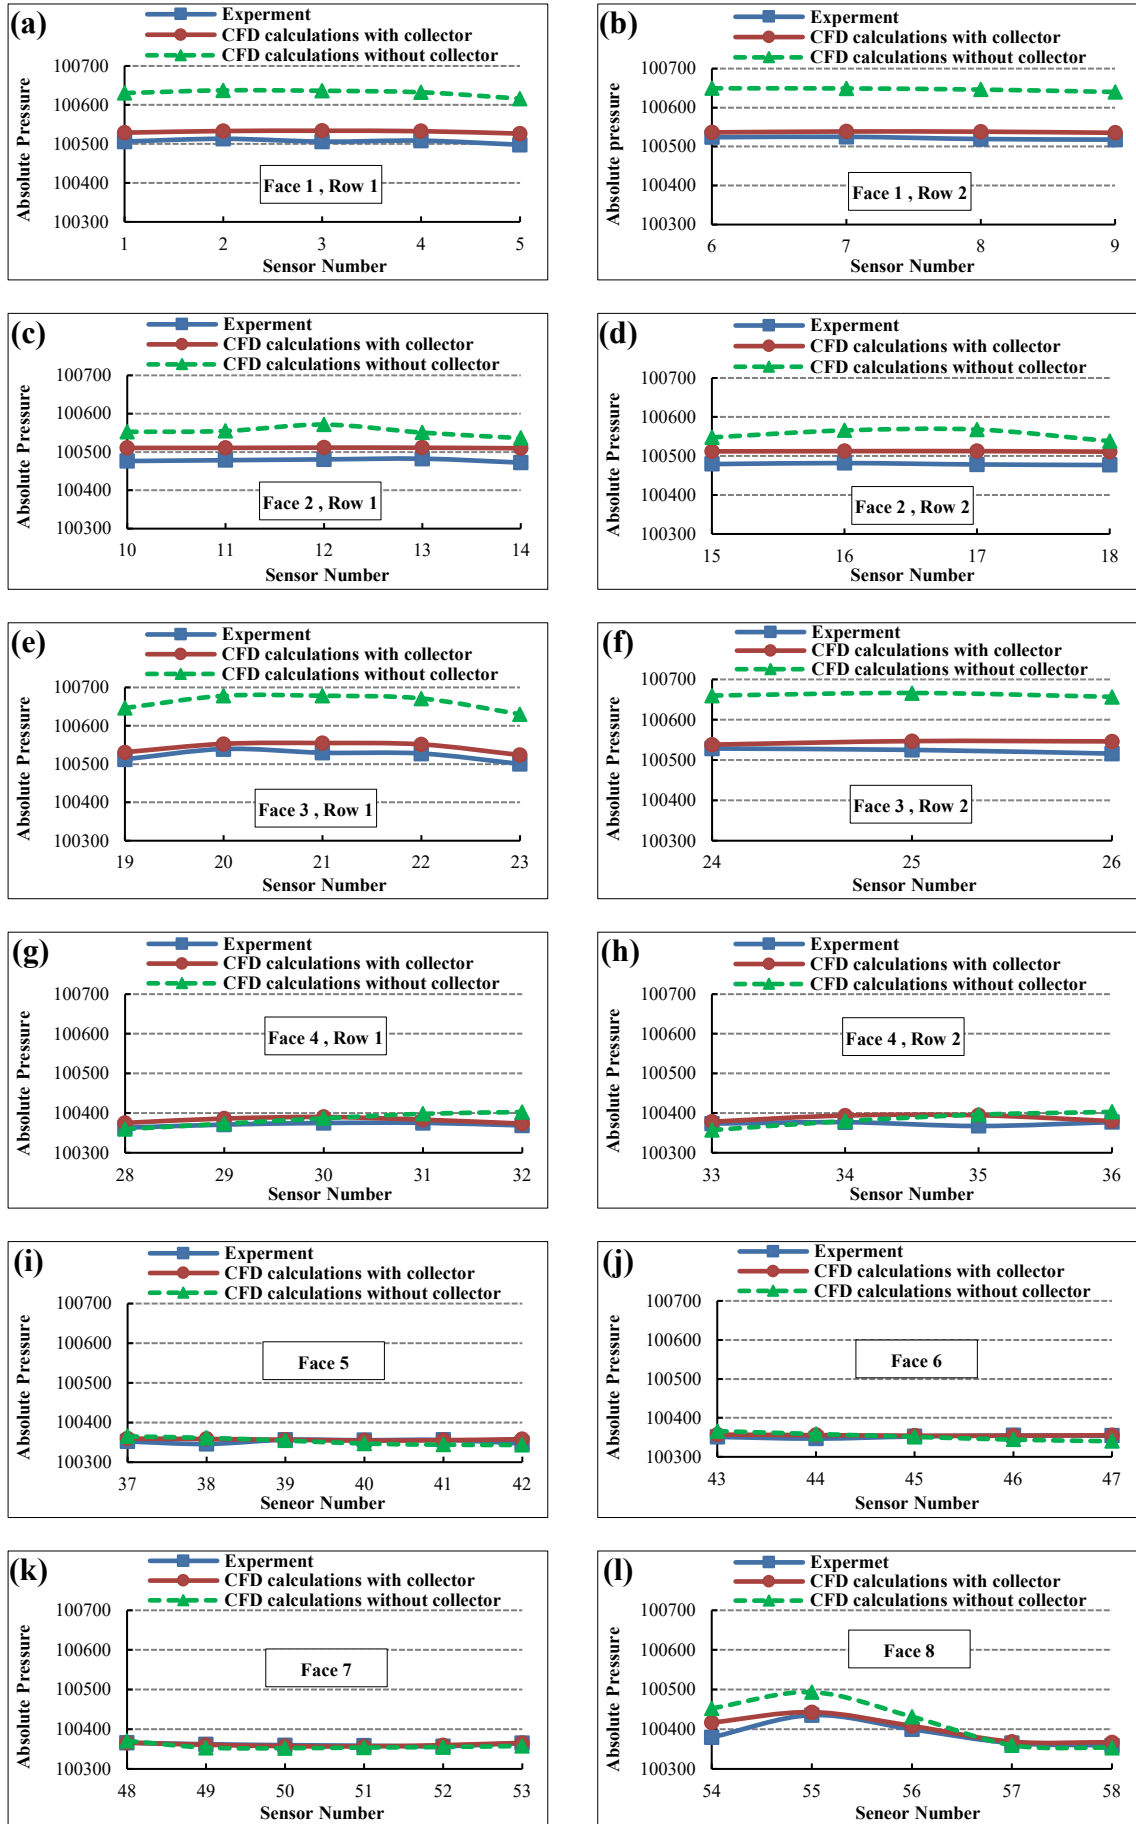 (a)
Experment
CFD calculations with collector
CFD calculations without collector
Absolute Pressure
100700
100600
100500
100400
100300
Face 1 , Row 1
1 2 3 4 5
Sensor Number
(b)
Experment
CFD calculations with collector
CFD calculations without collector
Absolute pressure
100700
100600
100500
100400
100300
Face 1 , Row 2
6 7 8 9
Sensor Number
(c)
Experment
CFD calculations with collector
CFD calculations without collector
Absolute Pressure
100700
100600
100500
100400
100300
Face 2 , Row 1
10 11 12 13 14
Sensor Number
(d)
Experment
CFD calculations with collector
CFD calculations without collector
Absolute Pressure
100700
100600
100500
100400
100300
Face 2 , Row 2
15 16 17 18
Sensor Number
(e)
Experment
CFD calculations with collector
CFD calculations without collector
Absolute Pressure
100700
100600
100500
100400
100300
Face 3 , Row 1
19 20 21 22 23
Sensor Number
(f)
Experment
CFD calculations with collector
CFD calculations without collector
Absolute Pressure
100700
100600
100500
100400
100300
Face 3 , Row 2
24 25 26
Sensor Number
(g)
Experment
CFD calculations with collector
CFD calculations without collector
Absolute Pressure
100700
100600
100500
100400
100300
Face 4 , Row 1
28 29 30 31 32
Sensor Number
(h)
Experment
CFD calculations with collector
CFD calculations without collector
Absolute Pressure
100700
100600
100500
100400
100300
Face 4 , Row 2
33 34 35 36
Sensor Number
(i)
Experment
CFD calculations with collector
CFD calculations without collector
Absolute Pressure
100700
100600
100500
100400
100300
Face 5
37 38 39 40 41 42
Seneor Number
(j)
Experment
CFD calculations with collector
CFD calculations without collector
Absolute Pressure
100700
100600
100500
100400
100300
Face 6
43 44 45 46 47
Sensor Number
(k)
Experment
CFD calculations with collector
CFD calculations without collector
Absolute Pressure
100700
100600
100500
100400
100300
Face 7
48 49 50 51 52 53
Sensor Number
(l)
Expermet
CFD calculations with collector
CFD calculations without collector
Absolute Pressure
100700
100600
100500
100400
100300
Face 8
54 55 56 57 58
Seneor Number